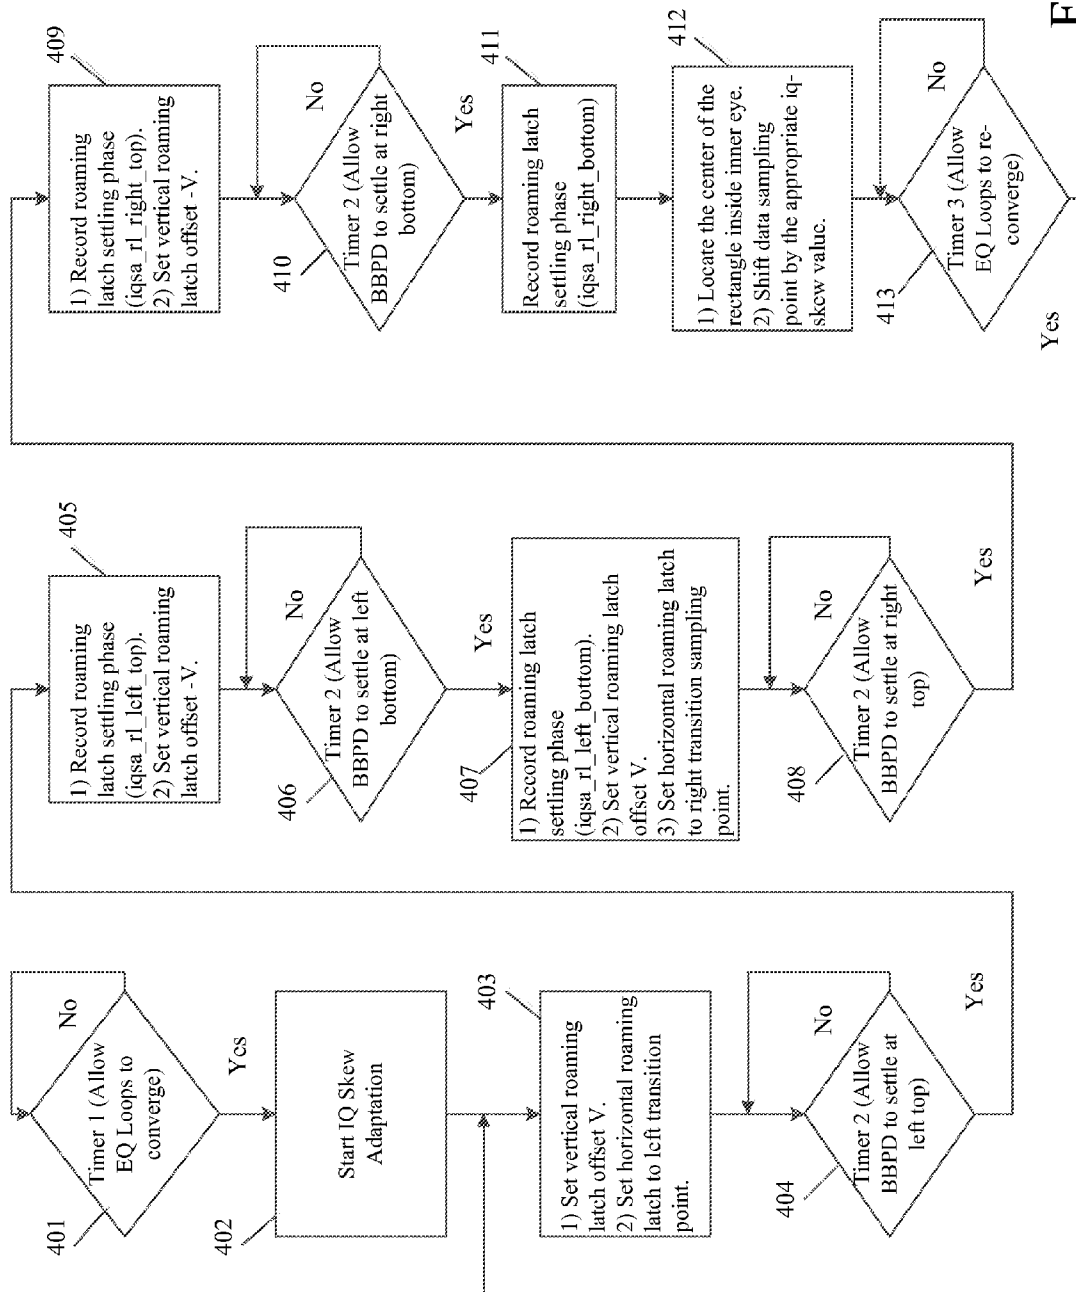 401
Timer 1 (Allow
EQ Loops to
converge)
No
Yes
402
Start IQ Skew
Adaptation
403
1) Set vertical roaming
latch offset V.
2) Set horizontal roaming
latch to left transition
point.
404
Timer 2 (Allow
BBPD to settle at
left top)
No
Yes
405
1) Record roaming
latch settling phase
(iqsa_rl_left_top).
2) Set vertical roaming
latch offset -V.
406
Timer 2 (Allow
BBPD to settle at left
bottom)
No
Yes
407
1) Record roaming latch
settling phase
(iqsa_rl_left_bottom).
2) Set vertical roaming latch
offset V.
3) Set horizontal roaming latch
to right transition sampling
point.
408
Timer 2 (Allow
BBPD to settle at right
top)
No
Yes
409
1) Record roaming
latch settling phase
(iqsa_rl_right_top).
2) Set vertical roaming
latch offset -V.
410
Timer 2 (Allow
BBPD to settle at right
bottom)
No
Yes
411
Record roaming latch
settling phase
(iqsa_rl_right_bottom)
412
1) Locate the center of the
rectangle inside inner eye.
2) Shift data sampling
point by the appropriate iq-
skew value.
413
Timer 3 (Allow
EQ Loops to re-
converge)
No
Yes